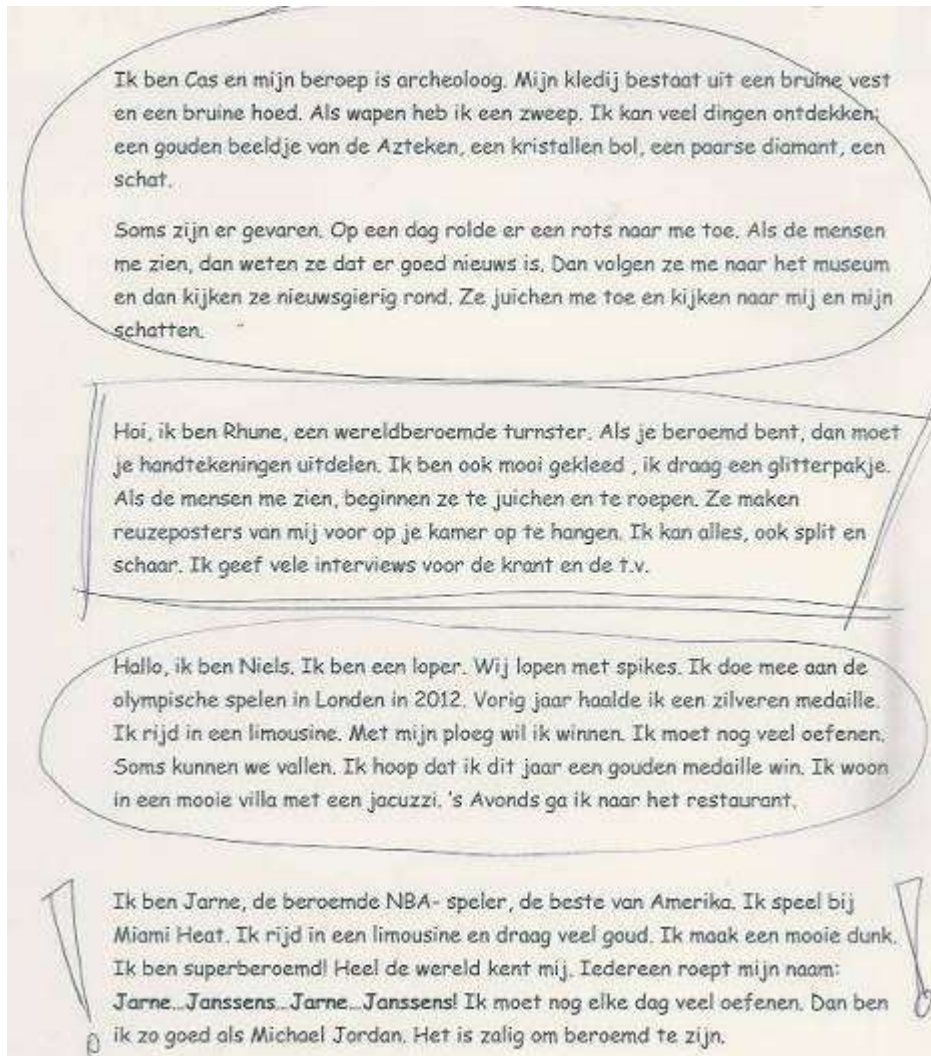 Ik ben Cas en mijn beroep is archeoloog. Mijn kledij bestaat uit een bruine vest
en een bruine hoed. Als wapen heb ik een zweep. Ik kan veel dingen ontdekken:
een gouden beeldje van de Azteken, een kristallen bol, een paarse diamant, een
schat.
Soms zijn er gevaren. Op een dag rolde er een rots naar me toe. Als de mensen
me zien, dan weten ze dat er goed nieuws is. Dan volgen ze me naar het museum
en dan kijken ze nieuwsgierig rond. Ze juichen me toe en kijken naar mij en mijn
schatten.
Hoi, ik ben Rhune, een wereldberoemde turnster. Als je beroemd bent, dan moet
je handtekeningen uitdelen. Ik ben ook mooi gekleed , ik draag een glitterpakje.
Als de mensen me zien, beginnen ze te juichen en te roepen. Ze maken
reuzeposters van mij voor op je kamer op te hangen. Ik kan alles, ook split en
schaar. Ik geef vele interviews voor de krant en de t.v.
Hallo, ik ben Niels. Ik ben een loper. Wij lopen met spikes. Ik doe mee aan de
olympische spelen in Londen in 2012. Vorig jaar haalde ik een zilveren medaille.
Ik rijd in een limousine. Met mijn ploeg wil ik winnen. Ik moet nog veel oefenen.
Soms kunnen we vallen. Ik hoop dat ik dit jaar een gouden medaille win. Ik woon
in een mooie villa met een jacuzzi. 's Avonds ga ik naar het restaurant.
Ik ben Jarne, de beroemde NBA- speler, de beste van Amerika. Ik speel bij
Miami Heat. Ik rijd in een limousine en draag veel goud. Ik maak een mooie dunk.
Ik ben superberoemd! Heel de wereld kent mij. Iedereen roept mijn naam:
Jarne...Janssens...Jarne...Janssens! Ik moet nog elke dag veel oefenen. Dan ben
ik zo goed als Michael Jordan. Het is zalig om beroemd te zijn.